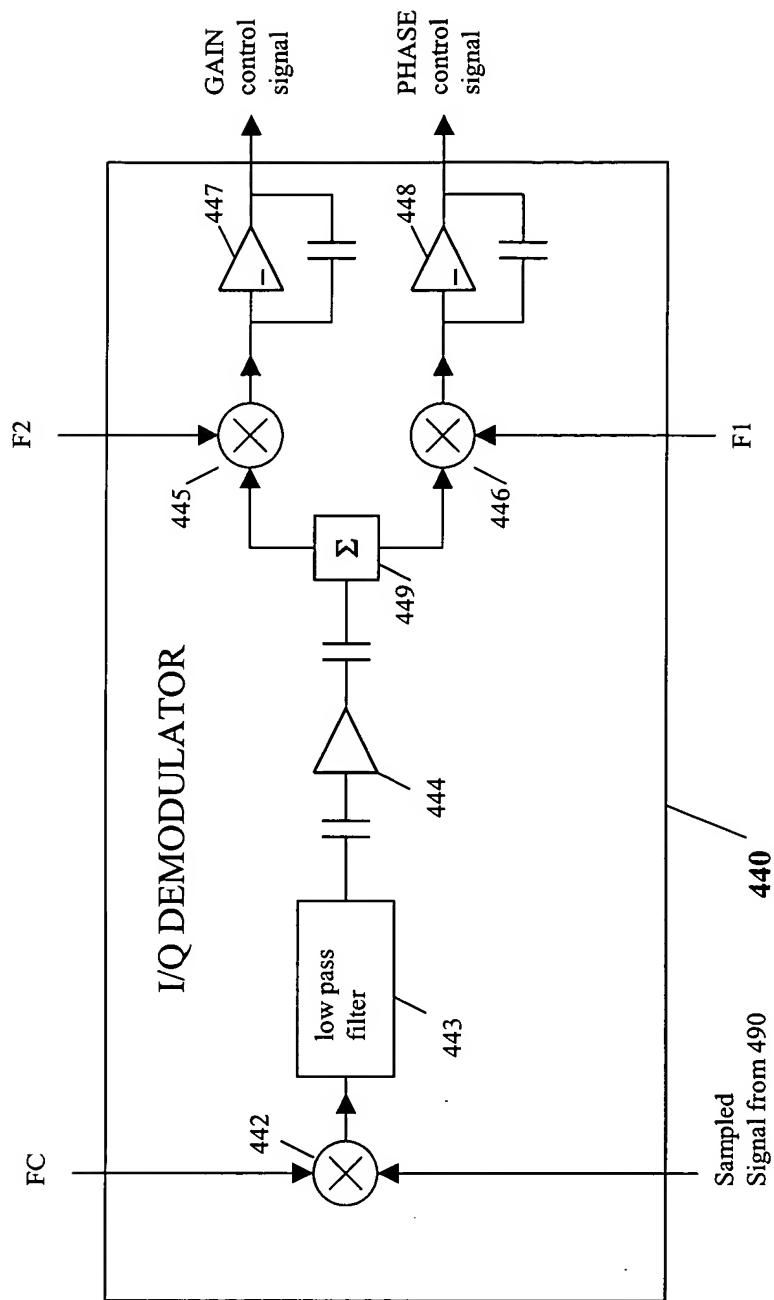 I/Q DEMODULATOR
FC
442
Sampled
Signal from 490
low pass
filter
443
444
Σ
449
F2
445
446
F1
447
GAIN
control
signal
448
PHASE
control
signal
440